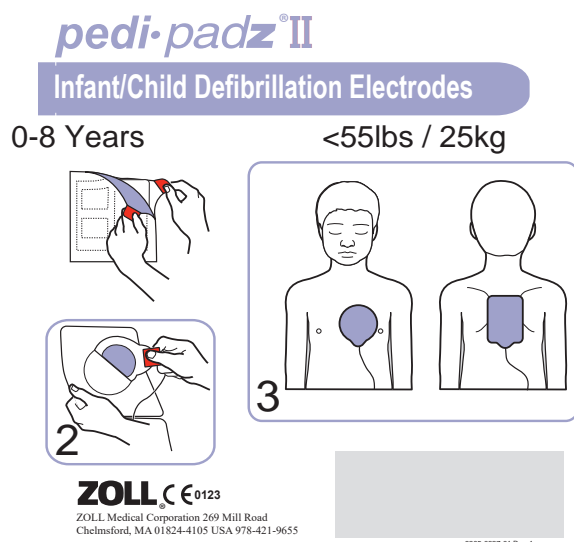 pedi•padz®II
Infant/Child Defibrillation Electrodes
0-8 Years <55lbs / 25kg
2
3
ZOLL® CE 0123
ZOLL Medical Corporation 269 Mill Road
Chelmsford, MA 01824-4105 USA 978-421-9655